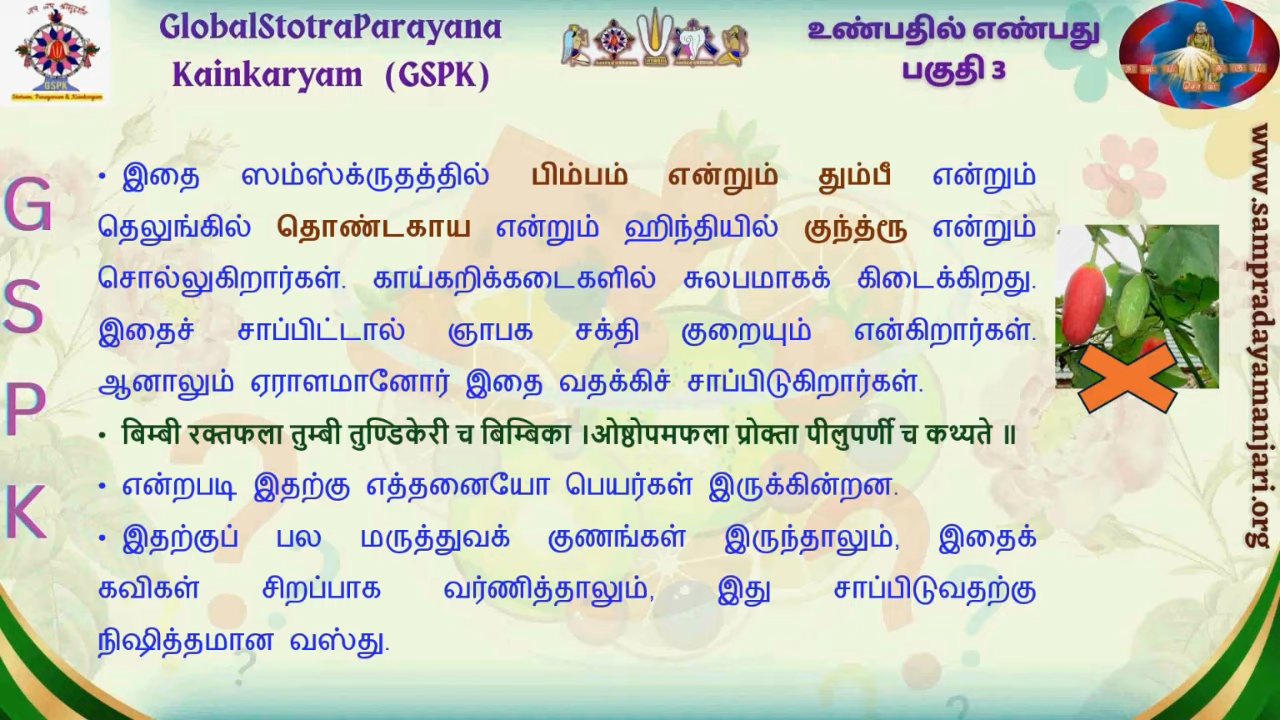 GlobalStotraParayana
Kainkaryam (GSPK)
உண்பதில் எண்பது
பகுதி 3
GSPK
• இதை ஸம்ஸ்க்ருதத்தில் பிம்பம் என்றும் தும்பீ என்றும்
தெலுங்கில் தொண்டகாய என்றும் ஹிந்தியில் குந்த்ரூ என்றும்
சொல்லுகிறார்கள். காய்கறிக்கடைகளில் சுலபமாகக் கிடைக்கிறது.
இதைச் சாப்பிட்டால் ஞாபக சக்தி குறையும் என்கிறார்கள்.
ஆனாலும் ஏராளமானோர் இதை வதக்கிச் சாப்பிடுகிறார்கள்.
• बिम्बी रक्तफला तुम्बी तुण्डिकेरी च बिम्बिका ।ओष्ठोपमफला प्रोक्ता पीलुपर्णी च कथ्यते ॥
• என்றபடி இதற்கு எத்தனையோ பெயர்கள் இருக்கின்றன.
• இதற்குப் பல மருத்துவக் குணங்கள் இருந்தாலும், இதைக்
கவிகள் சிறப்பாக வர்ணித்தாலும், இது சாப்பிடுவதற்கு
நிஷித்தமான வஸ்து.
G
S
P
K
www.sampradayamanjari.org